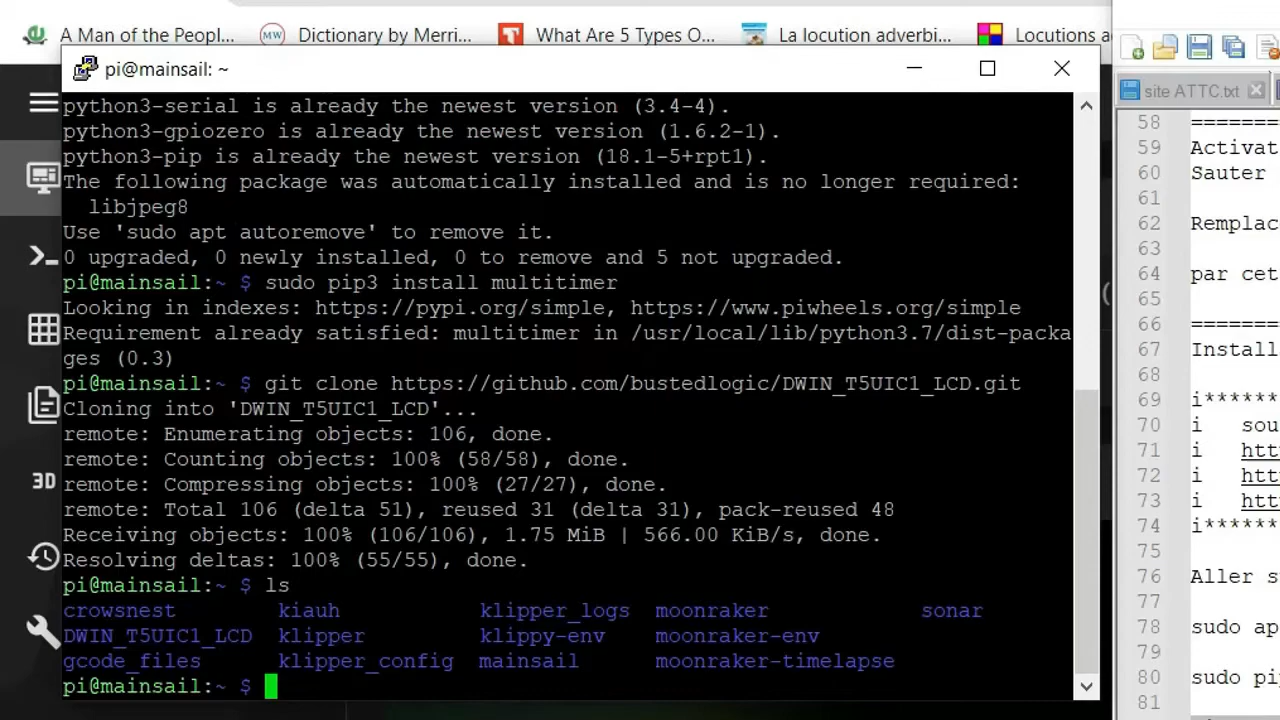 A Man of the Peopl...
Dictionary by Merri...
What Are 5 Types O...
La locution adverbi...
Locutions a
pi@mainsail: ~
python3-serial is already the newest version (3.4-4).
python3-gpiozero is already the newest version (1.6.2-1).
python3-pip is already the newest version (18.1-5+rpt1).
The following package was automatically installed and is no longer required:
libjpeg8
Use 'sudo apt autoremove' to remove it.
0 upgraded, 0 newly installed, 0 to remove and 5 not upgraded.
pi@mainsail:~ $ sudo pip3 install multitimer
Looking in indexes: https://pypi.org/simple, https://www.piwheels.org/simple
Requirement already satisfied: multitimer in /usr/local/lib/python3.7/dist-packa
ges (0.3)
pi@mainsail:~ $ git clone https://github.com/bustedlogic/DWIN_T5UIC1_LCD.git
Cloning into 'DWIN_T5UIC1_LCD'...
remote: Enumerating objects: 106, done.
remote: Counting objects: 100% (58/58), done.
remote: Compressing objects: 100% (27/27), done.
remote: Total 106 (delta 51), reused 31 (delta 31), pack-reused 48
Receiving objects: 100% (106/106), 1.75 MiB | 566.00 KiB/s, done.
Resolving deltas: 100% (55/55), done.
pi@mainsail:~ $ ls
crowsnest kiauh klipper_logs moonraker sonar
DWIN_T5UIC1_LCD klipper klippy-env moonraker-env
gcode_files klipper_config mainsail moonraker-timelapse
pi@mainsail:~ $
3D
site ATTC.txt
58 =======
59 Activat
60 Sauter
61
62 Remplac
63
64 par cet
65
66 =======
67 Install
68
69 i******
70 i sou
71 i htt
72 i htt
73 i htt
74 i******
75
76 Aller s
77
78 sudo ap
79
80 sudo pi
81